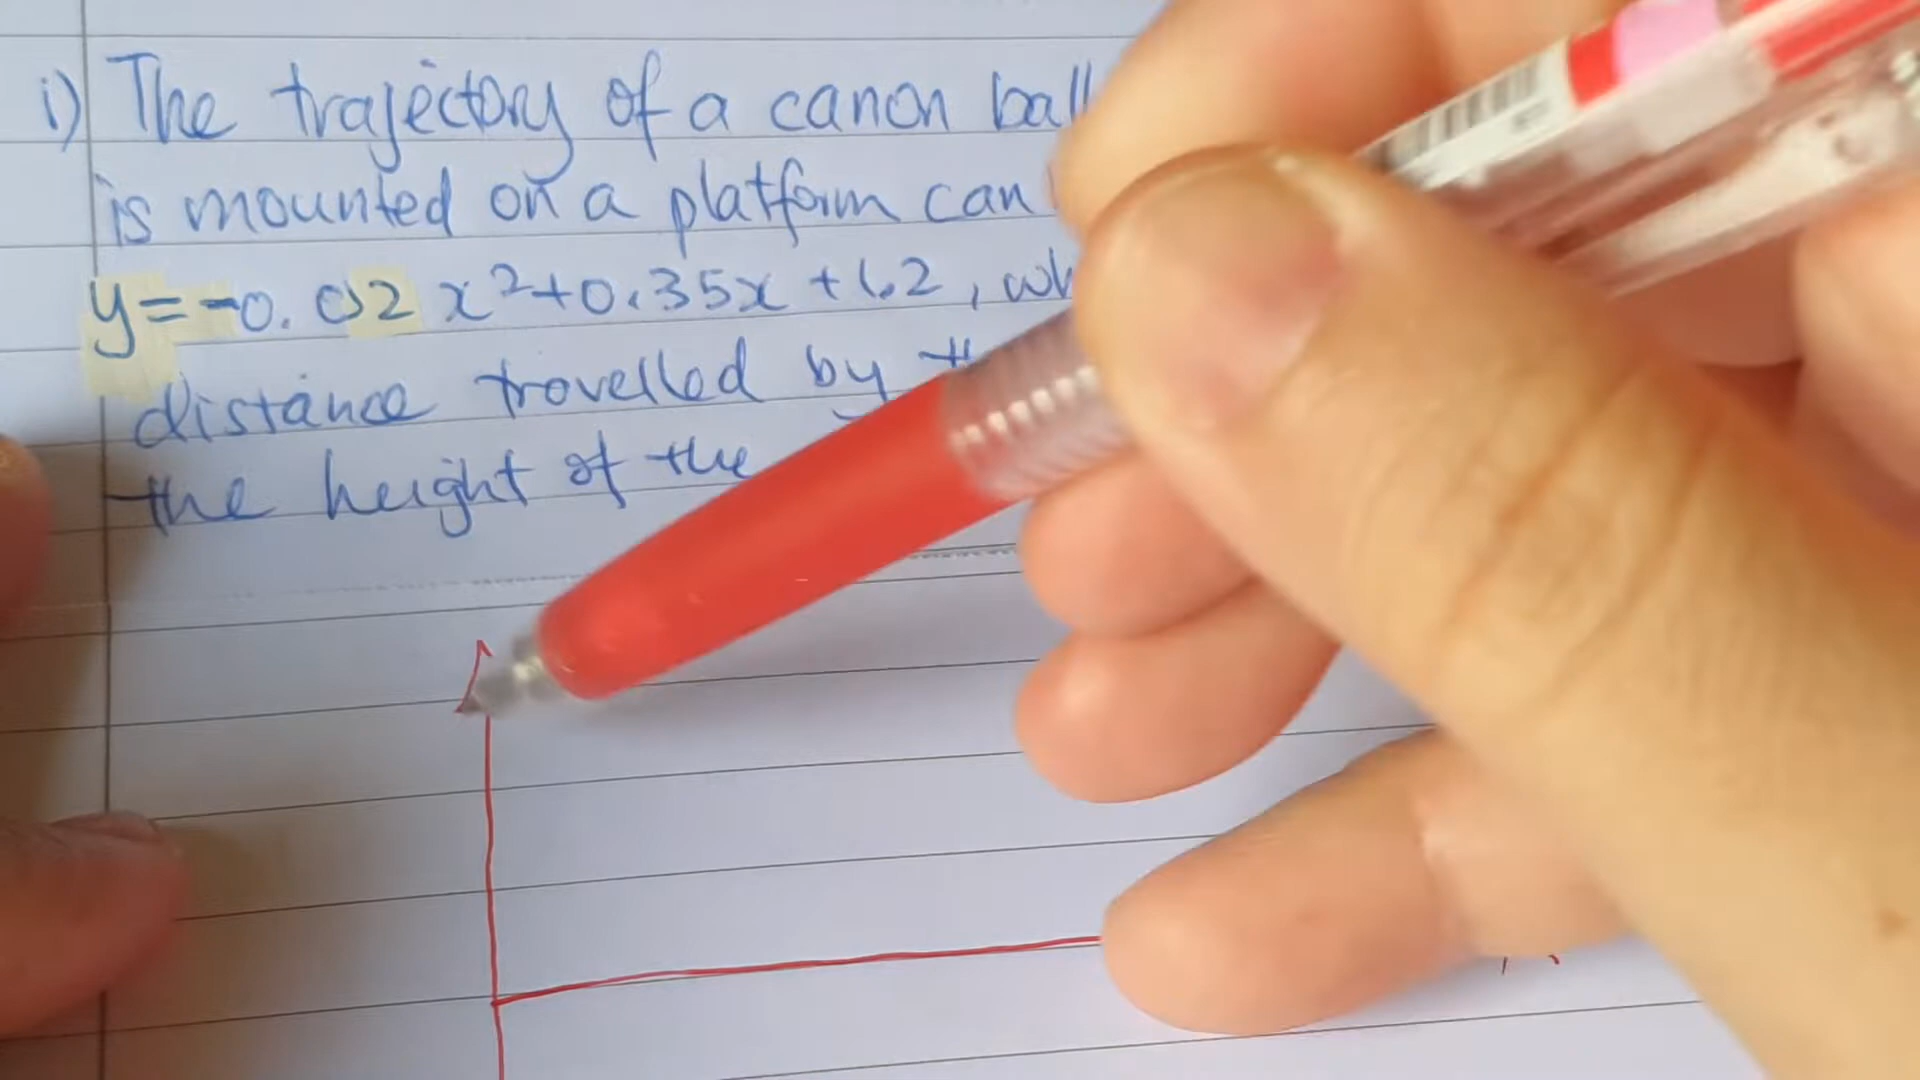 i) The trajectory of a canon ball
is mounted on a platform can
y = -0.02 x²+0.35x +1.2, wh
distance travelled by th
the height of the